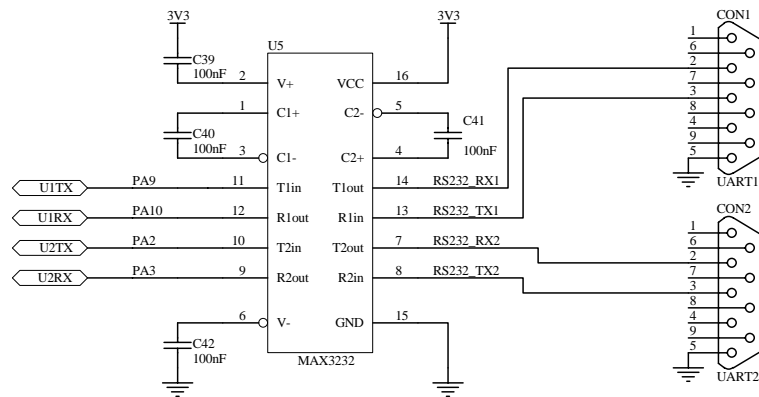 3V3
3V3
CON1
U5
C39
100nF
2
V+
VCC
16
1
C1+
C2-
5
C40
100nF
C41
100nF
3
C1-
C2+
4
U1TX
PA9
11
T1in
T1out
14
RS232_RX1
U1RX
PA10
12
R1out
R1in
13
RS232_TX1
U2TX
PA2
10
T2in
T2out
7
RS232_RX2
U2RX
PA3
9
R2out
R2in
8
RS232_TX2
6
V-
GND
15
C42
100nF
MAX3232
1
6
2
7
3
8
4
9
5
UART1
CON2
1
6
2
7
3
8
4
9
5
UART2